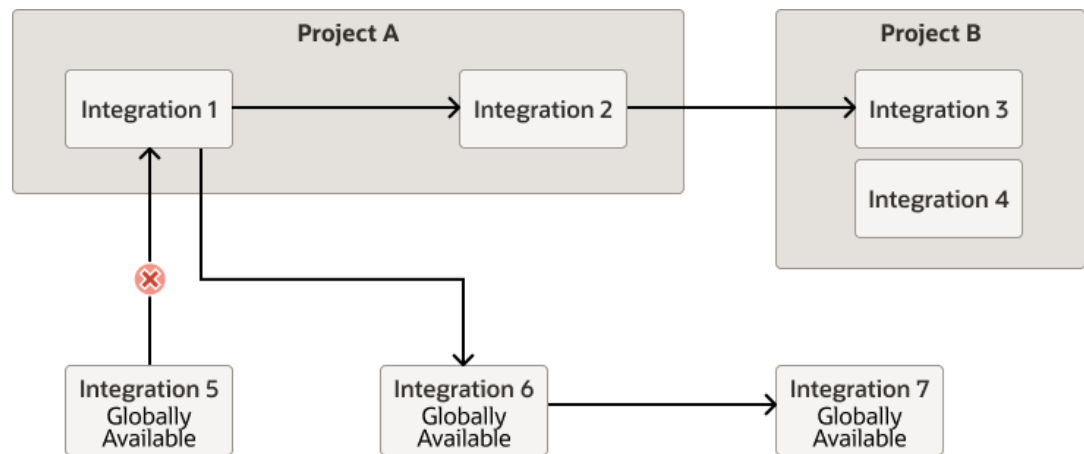 Project A
Project B
Integration 1
Integration 2
Integration 3
Integration 4
Integration 5
Globally
Available
Integration 6
Globally
Available
Integration 7
Globally
Available